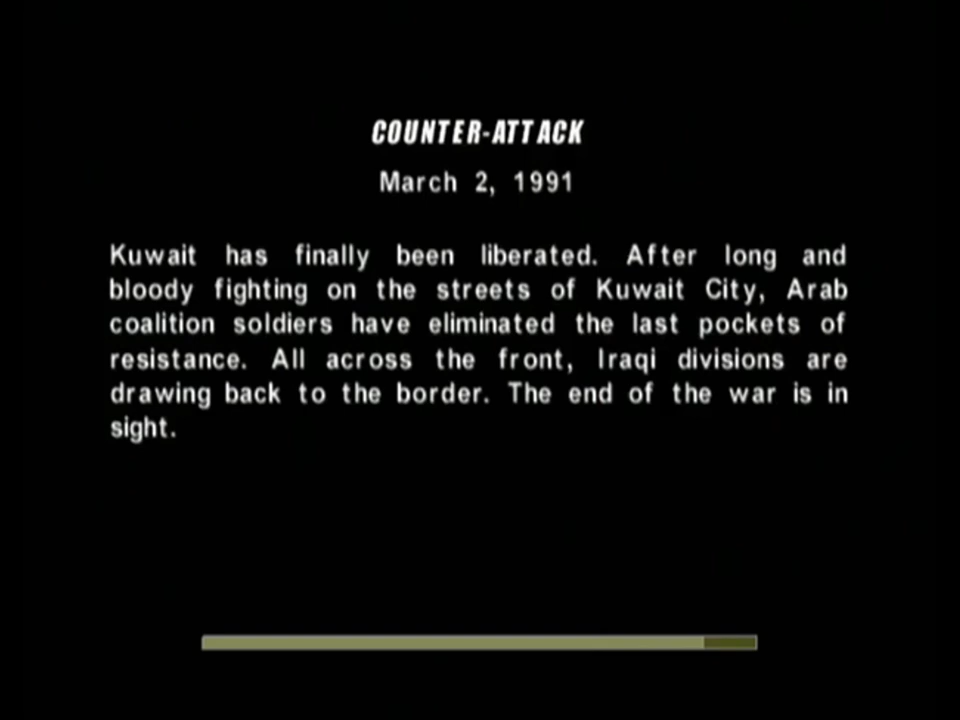 COUNTER-ATTACK
March 2, 1991
Kuwait has finally been liberated. After long and
bloody fighting on the streets of Kuwait City, Arab
coalition soldiers have eliminated the last pockets of
resistance. All across the front, Iraqi divisions are
drawing back to the border. The end of the war is in
sight.